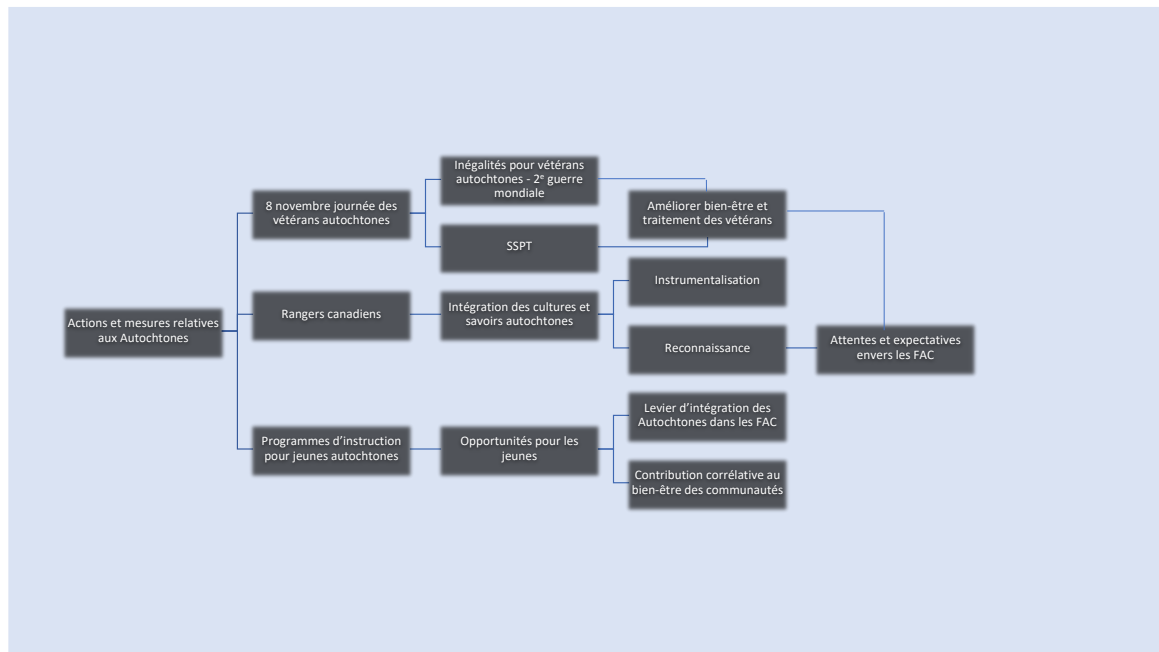 Inégalités pour vétérans
autochtones - 2e guerre
mondiale
8 novembre journée des
vétérans autochtones
Améliorer bien-être et
traitement des vétérans
SSPT
Instrumentalisation
Actions et mesures relatives
aux Autochtones
Rangers canadiens
Intégration des cultures et
savoirs autochtones
Reconnaissance
Attentes et expectatives
envers les FAC
Levier d’intégration des
Autochtones dans les FAC
Programmes d’instruction
pour jeunes autochtones
Opportunités pour les
jeunes
Contribution corrélative au
bien-être des communautés